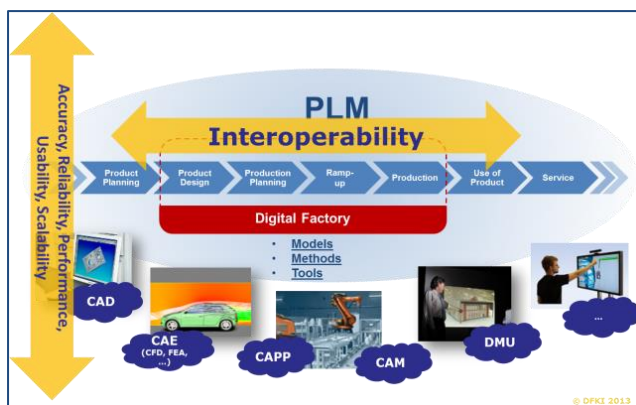 PLM
Interoperability
Accuracy, Reliability, Performance,
Usability, Scalability
Product
Planning
Product
Design
Production
Planning
Ramp-
up
Production
Use of
Product
Service
Digital Factory
• Models
• Methods
• Tools
CAD
CAE
(CFD, FEA,
...)
CAPP
CAM
DMU
...
© DFKI 2013